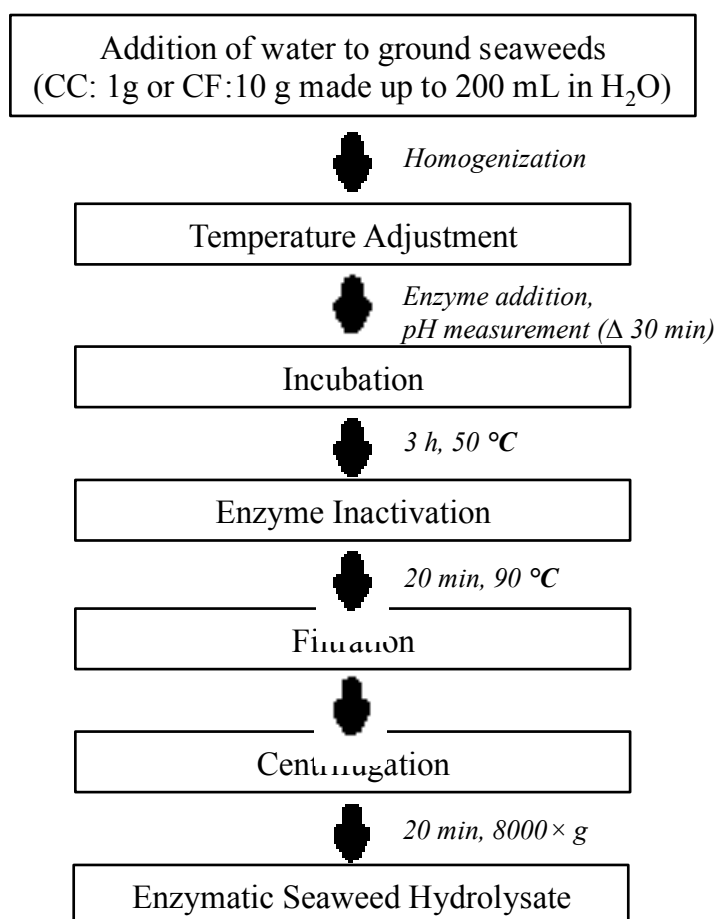 Addition of water to ground seaweeds
(CC: 1g or CF:10 g made up to 200 mL in H₂O)
Homogenization
Temperature Adjustment
Enzyme addition,
pH measurement (Δ 30 min)
Incubation
3 h, 50 °C
Enzyme Inactivation
20 min, 90 °C
Filtration
Centrifugation
20 min, 8000× g
Enzymatic Seaweed Hydrolysate